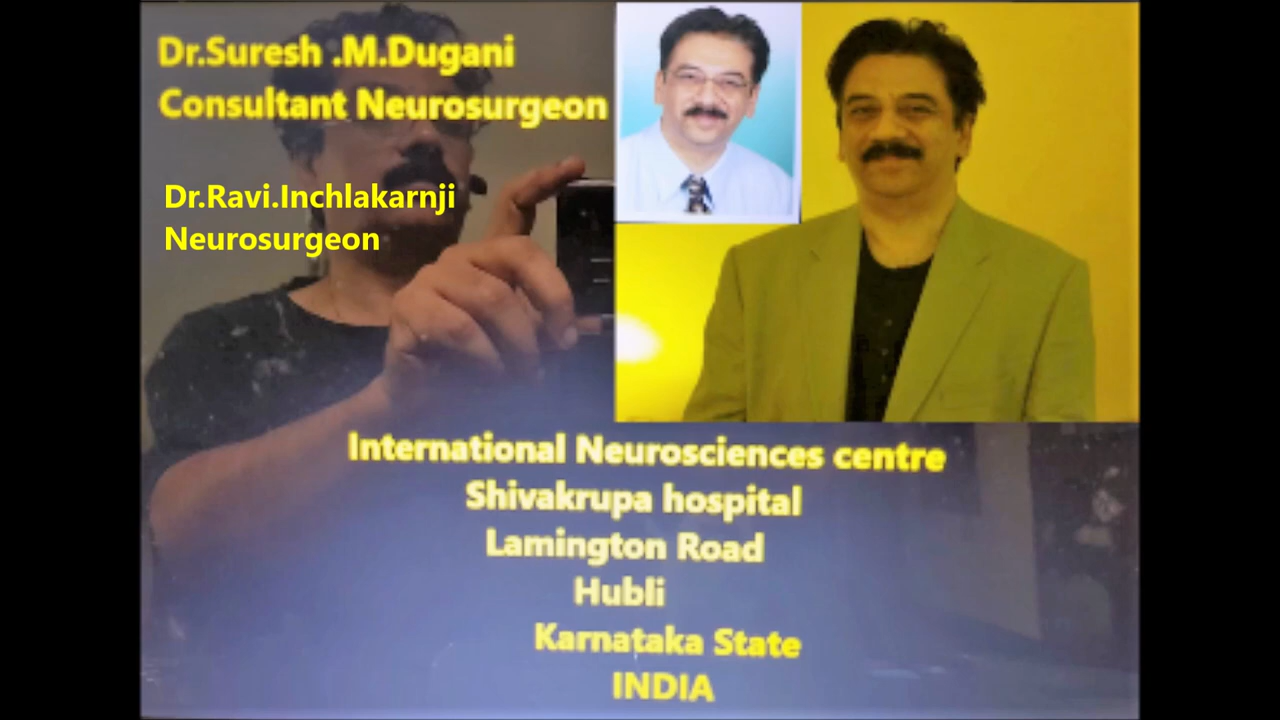 Dr.Suresh .M.Dugani
Consultant Neurosurgeon
Dr.Ravi.Inchlakarnji
Neurosurgeon
International Neurosciences centre
Shivakrupa hospital
Lamington Road
Hubli
Karnataka State
INDIA